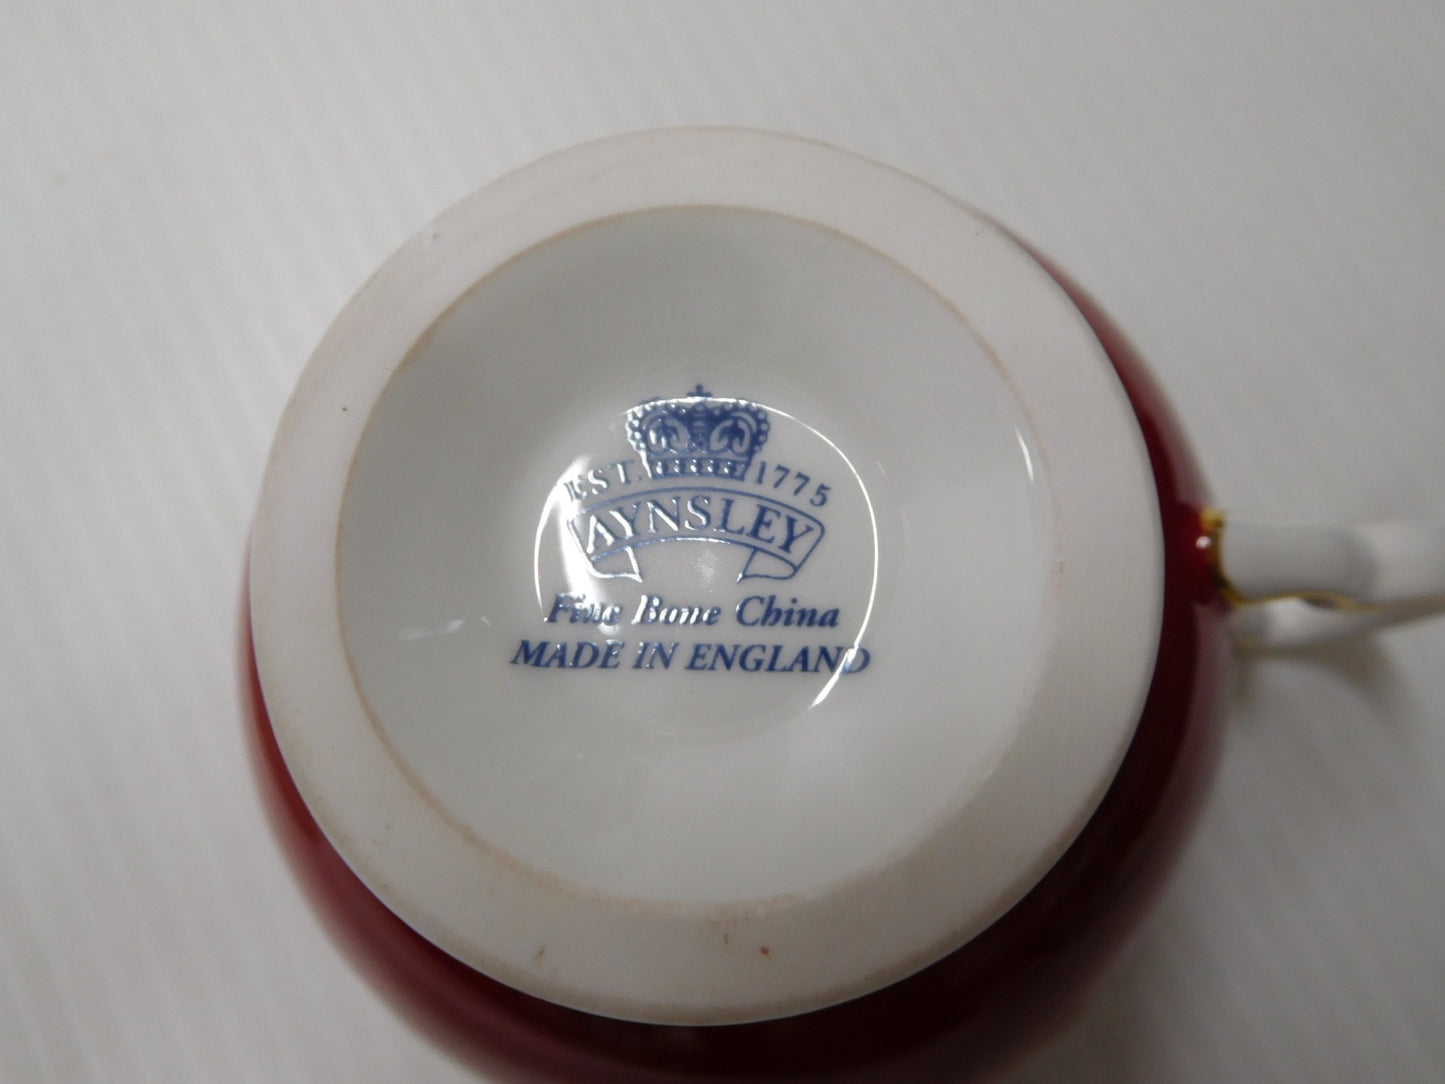 EST. 1775
AYNSLEY
Fine Bone China
MADE IN ENGLAND